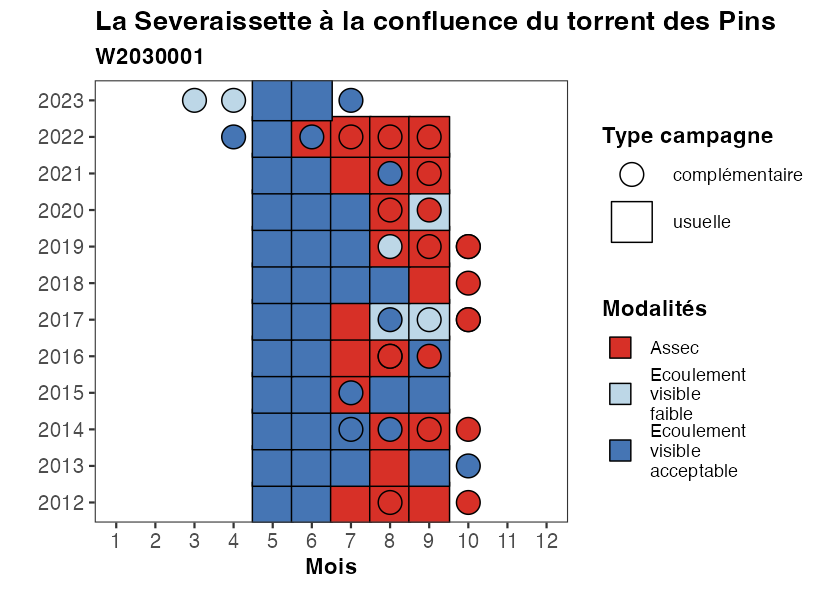 La Severaissette à la confluence du torrent des Pins
W2030001
2023
2022
2021
2020
2019
2018
2017
2016
2015
2014
2013
2012
1 2 3 4 5 6 7 8 9 10 11 12
Mois
Type campagne
complémentaire
usuelle
Modalités
Assec
Ecoulement
visible
faible
Ecoulement
visible
acceptable